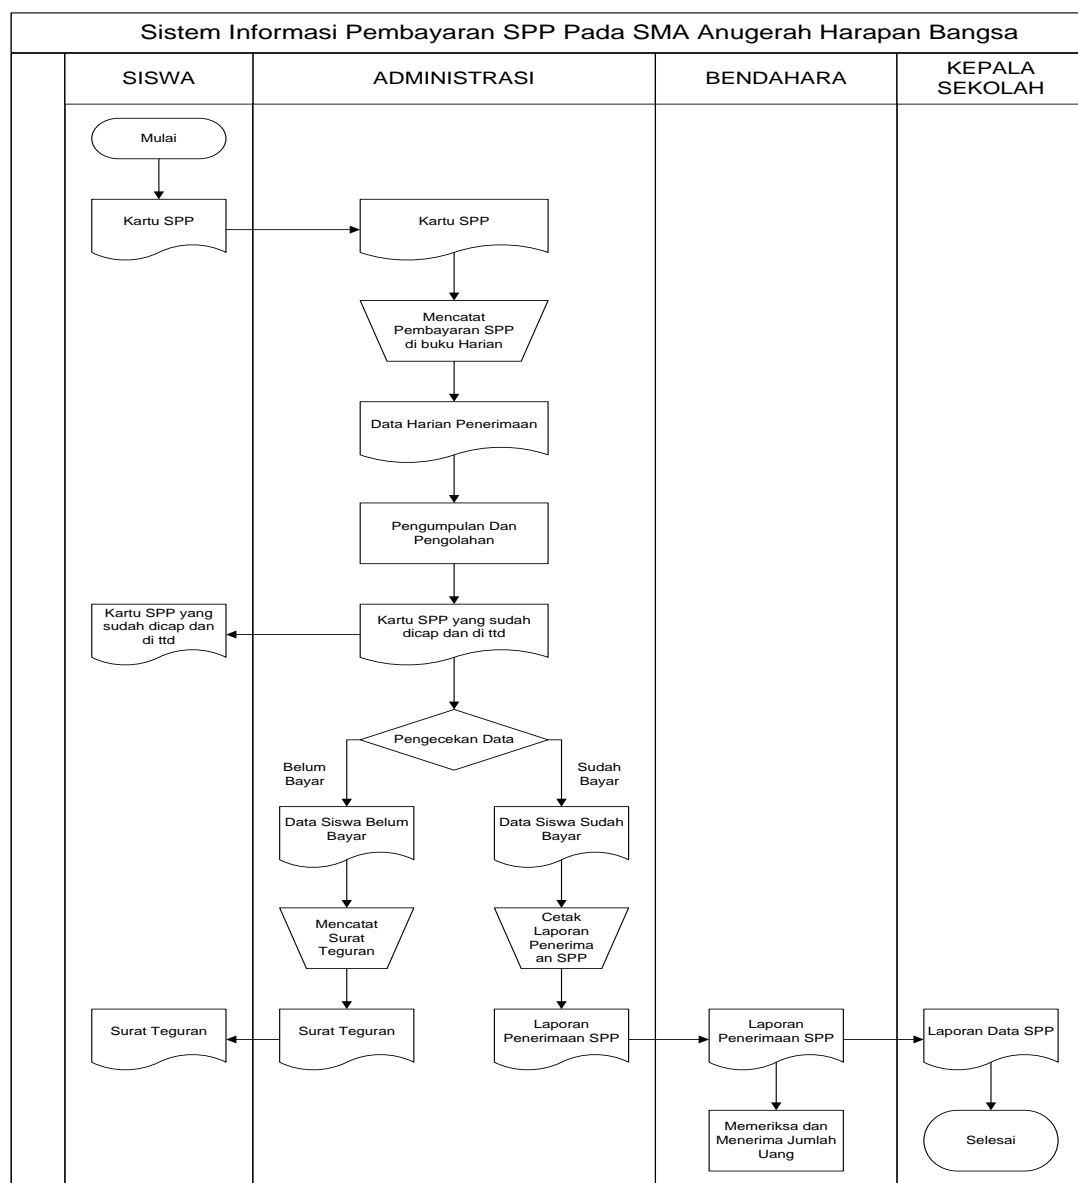 Sistem Informasi Pembayaran SPP Pada SMA Anugerah Harapan Bangsa
SISWA
ADMINISTRASI
BENDAHARA
KEPALA
SEKOLAH
Mulai
Kartu SPP
Kartu SPP
Mencatat
Pembayaran SPP
di buku Harian
Data Harian Penerimaan
Pengumpulan Dan
Pengolahan
Kartu SPP yang
sudah dicap dan
di ttd
Kartu SPP yang sudah
dicap dan di ttd
Pengecekan Data
Belum
Bayar
Sudah
Bayar
Data Siswa Belum
Bayar
Data Siswa Sudah
Bayar
Mencatat
Surat
Teguran
Cetak
Laporan
Penerima
an SPP
Surat Teguran
Surat Teguran
Laporan
Penerimaan SPP
Laporan
Penerimaan SPP
Laporan Data SPP
Memeriksa dan
Menerima Jumlah
Uang
Selesai